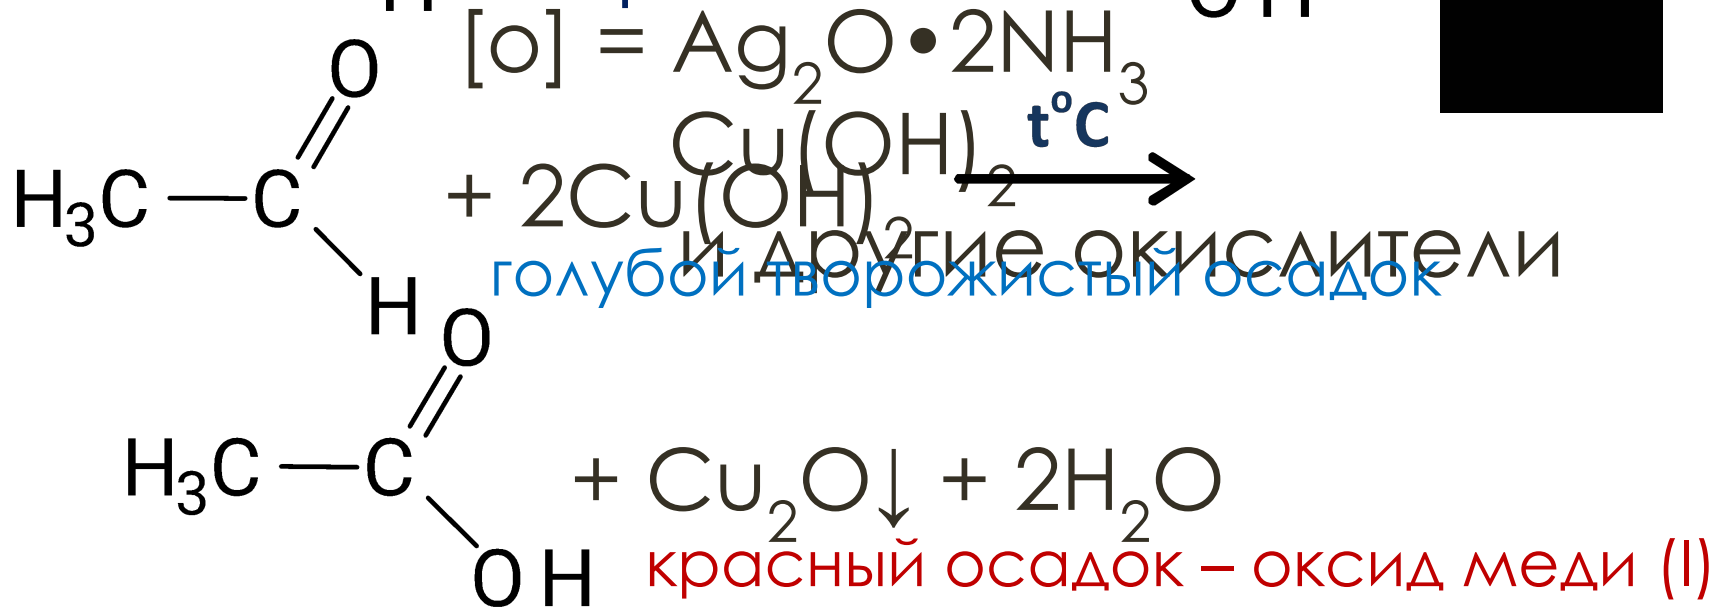 [o] = Ag₂O•2NH₃
Cu(OH)₂
и другие окислители
H₃C — C
O
H
+ 2Cu(OH)₂
t°C
голубой творожистый осадок
H₃C — C
O
OH
+ Cu₂O↓ + 2H₂O
красный осадок – оксид меди (I)